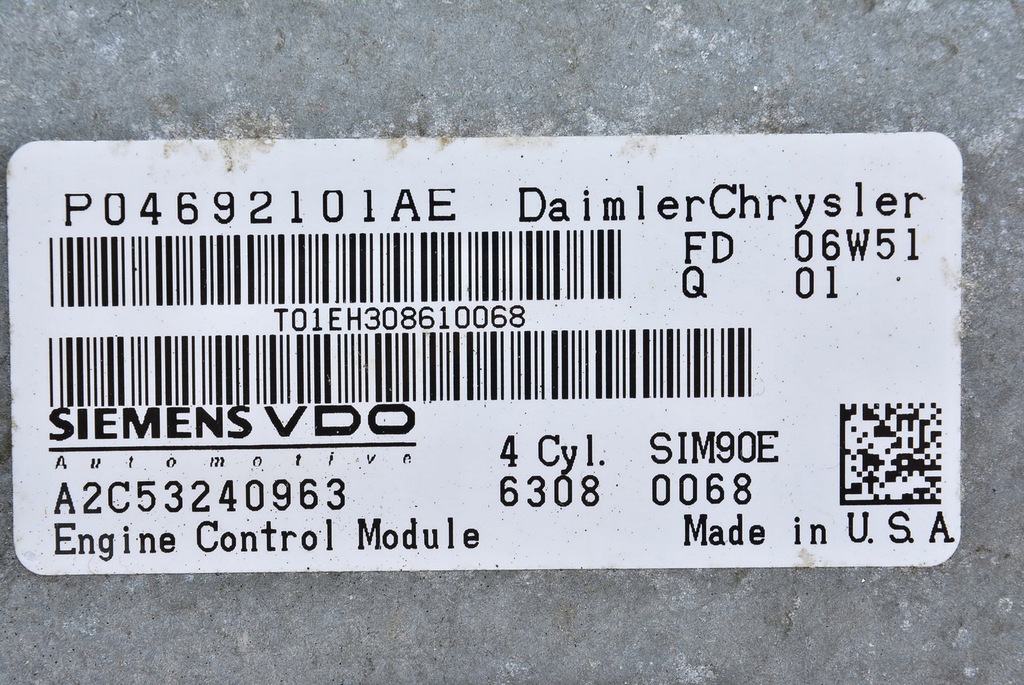 P04692101AE DaimlerChrysler
FD 06W51
Q 01
T01EH308610068
SIEMENS VDO
Automotive
4 Cyl. SIM90E
A2C53240963 6308 0068
Engine Control Module Made in U.S.A